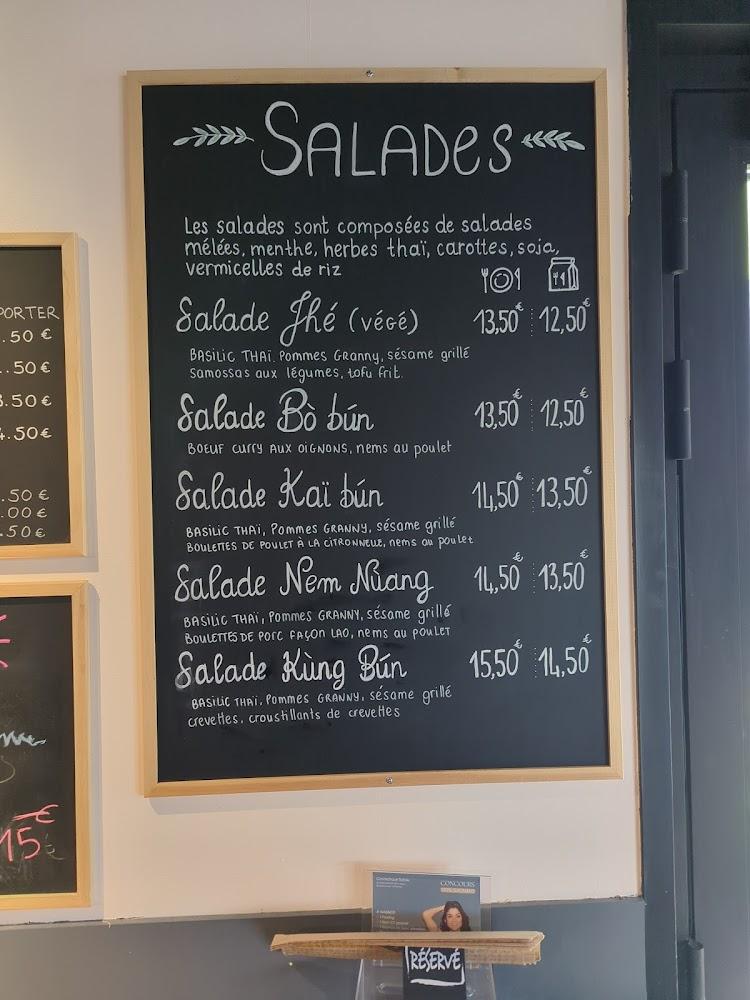 SALADES
Les salades sont composées de salades
mélées, menthe, herbes thaï, carottes, soja,
vermicelles de riz
Salade Jhé (végé) 13,50€ 12,50€
BASILIC THAÏ. Pommes Granny, sésame grillé
Samossas aux légumes, tofu frit.
Salade Bò bún 13,50€ 12,50€
BOEUF CURRY AUX OIGNONS, nems au poulet
Salade Kaï bún 14,50€ 13,50€
BASILIC THAÏ, Pommes GRANNY, sésame grillé
BOULETTES DE POULET À LA CITRONNELLE, nems au poulet
Salade Nem Nuang 14,50€ 13,50€
BASILIC THAÏ, Pommes GRANNY, sésame grillé
BOULETTES DE PORC FAÇON LAO, nems au POULET
Salade Kùng Bún 15,50€ 14,50€
BASILIC THAÏ. Pommes GRANNY, sésame grillé
crevettes, croustillants de crevettes
PORTER
.50 €
.50€
.50€
4.50€
.50 €
.00 €
.50€
€
15€
CONCOURS
RÉSERVÉ